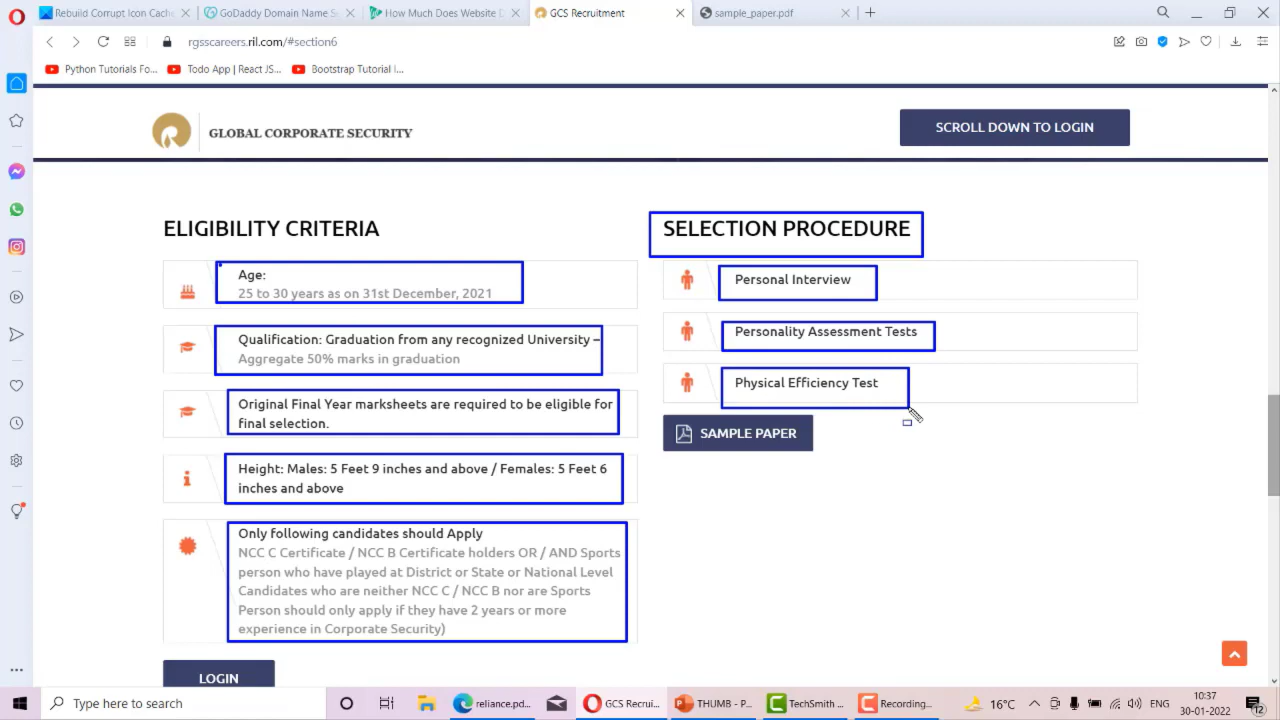 Rebuild Corrupt Icon Cache
GoDaddy Domain Name S
How Much Does Website D
GCS Recruitment
sample_paper.pdf
rgsscareers.ril.com/#section6
Python Tutorials Fo...
Todo App | React JS...
Bootstrap Tutorial I...
GLOBAL CORPORATE SECURITY
SCROLL DOWN TO LOGIN
ELIGIBILITY CRITERIA
Age:
25 to 30 years as on 31st December, 2021
Qualification: Graduation from any recognized University –
Aggregate 50% marks in graduation
Original Final Year marksheets are required to be eligible for
final selection.
Height: Males: 5 Feet 9 inches and above / Females: 5 Feet 6
inches and above
Only following candidates should Apply
NCC C Certificate / NCC B Certificate holders OR / AND Sports
person who have played at District or State or National Level
Candidates who are neither NCC C / NCC B nor are Sports
Person should only apply if they have 2 years or more
experience in Corporate Security)
LOGIN
SELECTION PROCEDURE
Personal Interview
Personality Assessment Tests
Physical Efficiency Test
SAMPLE PAPER
Type here to search
reliance.pd...
GCS Recrui...
THUMB - P...
TechSmith ...
Recording...
16°C
ENG
10:37
30-01-2022
12